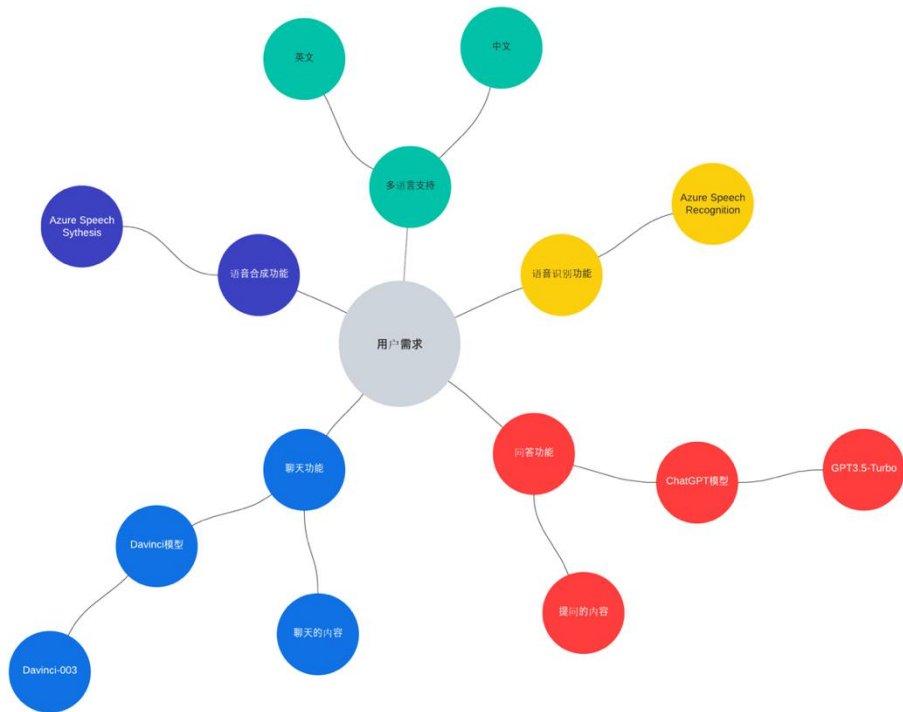 中文
英文
多语言支持
Azure Speech
Recognition
Azure Speech
Sythesis
语音合成功能
语音识别功能
用户需求
聊天功能
问答功能
ChatGPT模型
GPT3.5-Turbo
Davinci模型
提问的内容
聊天的内容
Davinci-003